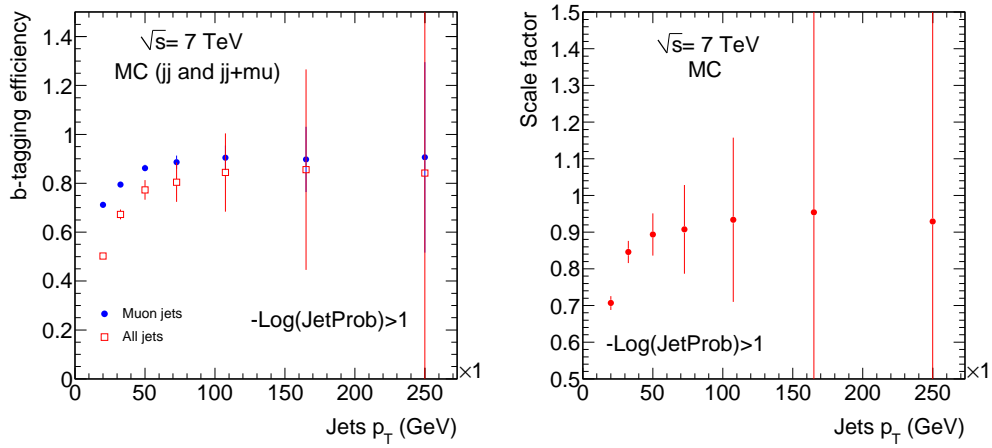 b-tagging efficiency
1.4
1.2
1
0.8
0.6
0.4
0.2
0
√s= 7 TeV
MC (jj and jj+mu)
Muon jets
All jets
-Log(JetProb)>1
0 50 100 150 200 250
×1
Jets p_T (GeV)
Scale factor
1.5
1.4
1.3
1.2
1.1
1
0.9
0.8
0.7
0.6
0.5
√s= 7 TeV
MC
-Log(JetProb)>1
0 50 100 150 200 250
×1
Jets p_T (GeV)